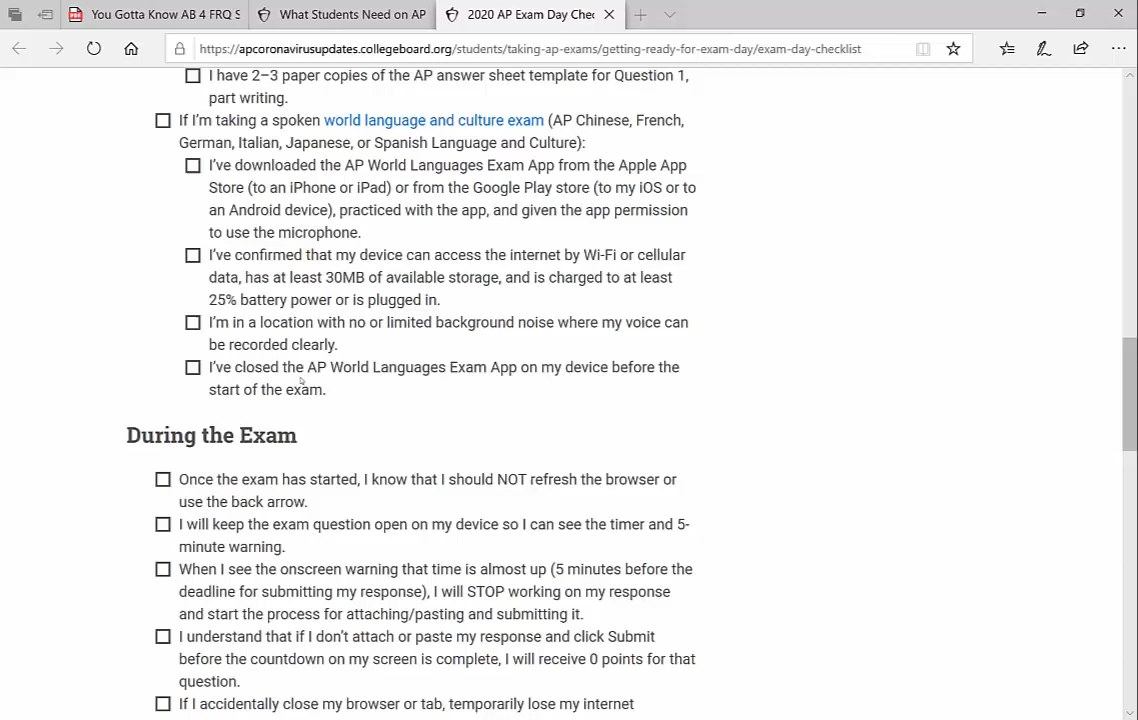 You Gotta Know AB 4 FRQ S
What Students Need on AP
2020 AP Exam Day Chec
https://apcoronavirusupdates.collegeboard.org/students/taking-ap-exams/getting-ready-for-exam-day/exam-day-checklist
I have 2–3 paper copies of the AP answer sheet template for Question 1,
part writing.
If I'm taking a spoken world language and culture exam (AP Chinese, French,
German, Italian, Japanese, or Spanish Language and Culture):
I've downloaded the AP World Languages Exam App from the Apple App
Store (to an iPhone or iPad) or from the Google Play store (to my iOS or to
an Android device), practiced with the app, and given the app permission
to use the microphone.
I've confirmed that my device can access the internet by Wi-Fi or cellular
data, has at least 30MB of available storage, and is charged to at least
25% battery power or is plugged in.
I'm in a location with no or limited background noise where my voice can
be recorded clearly.
I've closed the AP World Languages Exam App on my device before the
start of the exam.
During the Exam
Once the exam has started, I know that I should NOT refresh the browser or
use the back arrow.
I will keep the exam question open on my device so I can see the timer and 5-
minute warning.
When I see the onscreen warning that time is almost up (5 minutes before the
deadline for submitting my response), I will STOP working on my response
and start the process for attaching/pasting and submitting it.
I understand that if I don't attach or paste my response and click Submit
before the countdown on my screen is complete, I will receive 0 points for that
question.
If I accidentally close my browser or tab, temporarily lose my internet